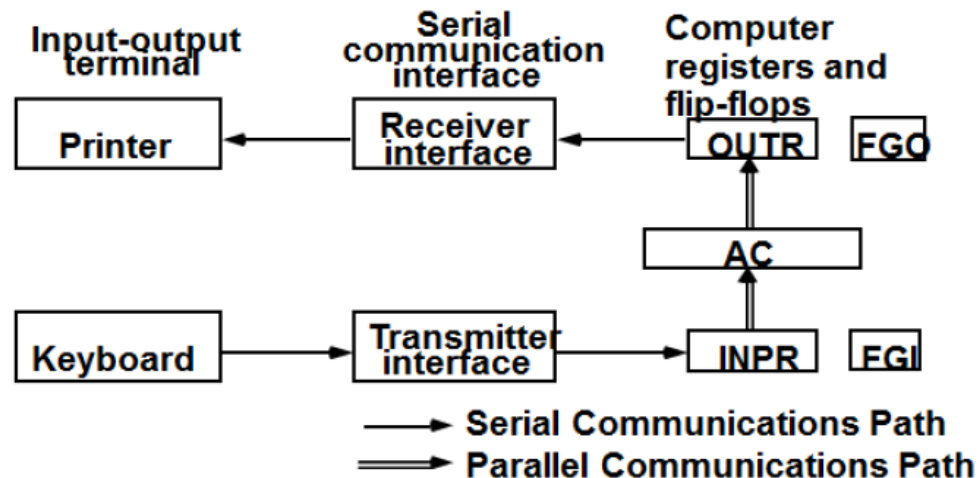 Input-output
terminal
Serial
communication
interface
Computer
registers and
flip-flops
Printer
Receiver
interface
OUTR
FGO
AC
Keyboard
Transmitter
interface
INPR
FGI
Serial Communications Path
Parallel Communications Path